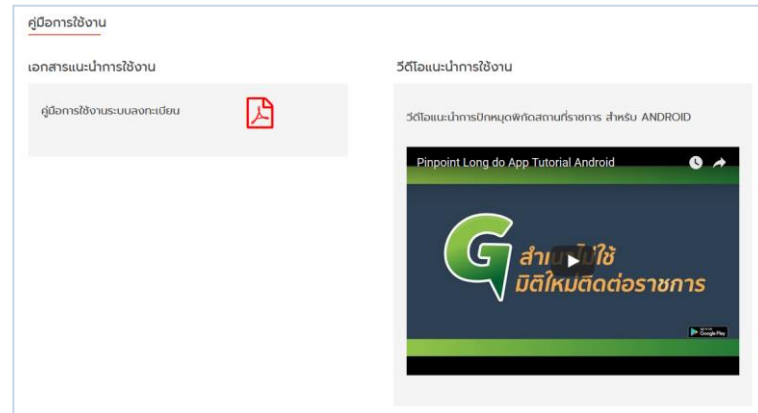 คู่มือการใช้งาน
เอกสารแนะนำการใช้งาน
คู่มือการใช้งานระบบลงทะเบียน
วีดีโอแนะนำการใช้งาน
วีดีโอแนะนำการปักหมุดพิกัดสถานที่ราชการ สำหรับ ANDROID
Pinpoint Long do App Tutorial Android
G
มิติใหม่ติดต่อราชการ
Google Play